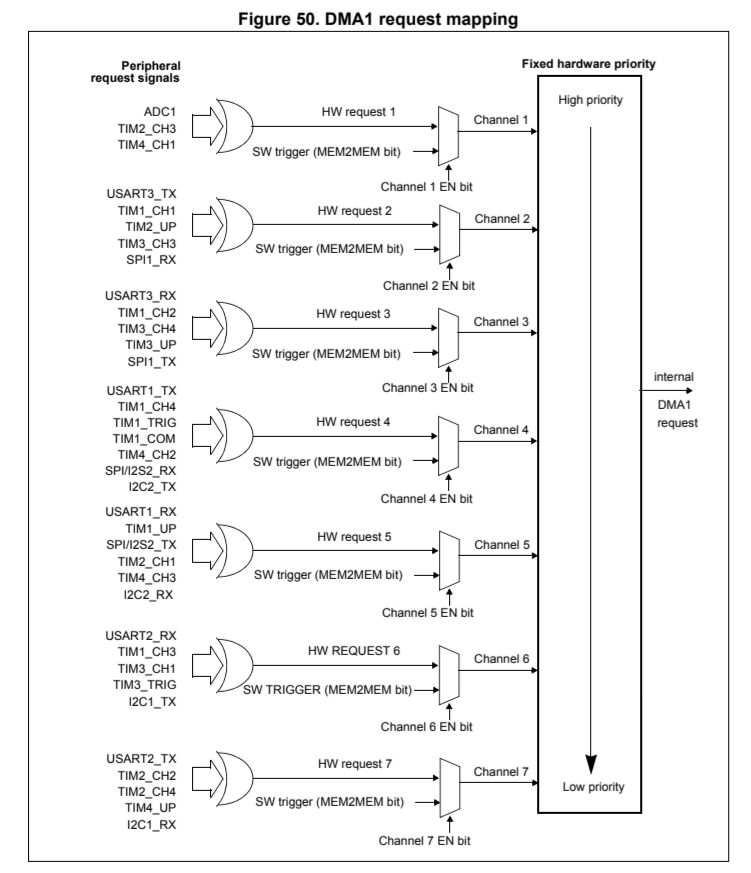 Figure 50. DMA1 request mapping
Peripheral
request signals
Fixed hardware priority
High priority
ADC1
TIM2_CH3
TIM4_CH1
HW request 1
SW trigger (MEM2MEM bit)
Channel 1
Channel 1 EN bit
USART3_TX
TIM1_CH1
TIM2_UP
TIM3_CH3
SPI1_RX
HW request 2
SW trigger (MEM2MEM bit)
Channel 2
Channel 2 EN bit
USART3_RX
TIM1_CH2
TIM3_CH4
TIM3_UP
SPI1_TX
HW request 3
SW trigger (MEM2MEM bit)
Channel 3
Channel 3 EN bit
internal
DMA1
request
USART1_TX
TIM1_CH4
TIM1_TRIG
TIM1_COM
TIM4_CH2
SPI/I2S2_RX
I2C2_TX
HW request 4
SW trigger (MEM2MEM bit)
Channel 4
Channel 4 EN bit
USART1_RX
TIM1_UP
SPI/I2S2_TX
TIM2_CH1
TIM4_CH3
I2C2_RX
HW request 5
SW trigger (MEM2MEM bit)
Channel 5
Channel 5 EN bit
USART2_RX
TIM1_CH3
TIM3_CH1
TIM3_TRIG
I2C1_TX
HW REQUEST 6
SW TRIGGER (MEM2MEM bit)
Channel 6
Channel 6 EN bit
USART2_TX
TIM2_CH2
TIM2_CH4
TIM4_UP
I2C1_RX
HW request 7
SW trigger (MEM2MEM bit)
Channel 7
Channel 7 EN bit
Low priority